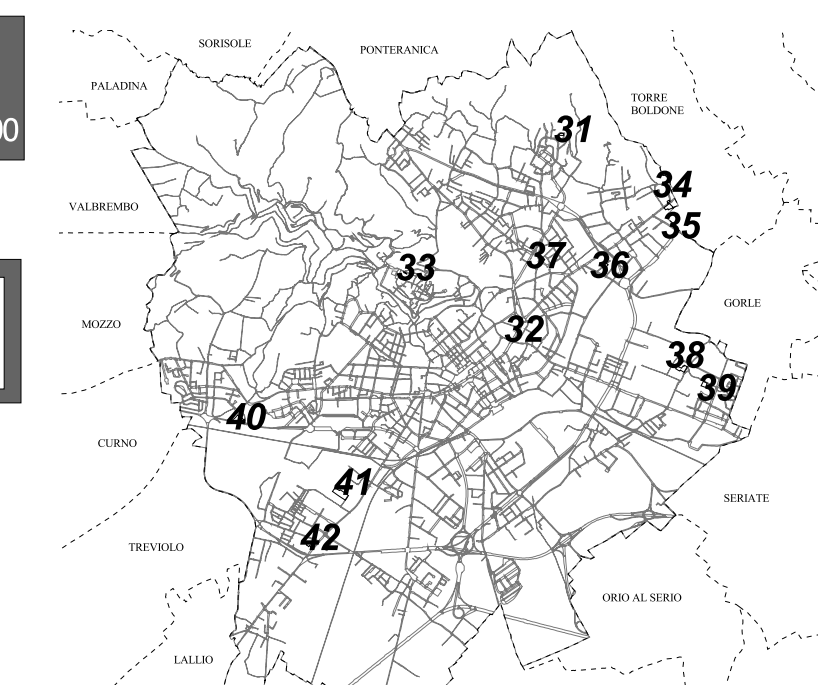 SORISOLE
PONTERANICA
PALADINA
TORRE
BOLDONE
00
31
34
VALBREMBO
35
37
36
33
GORLE
MOZZO
32
38
39
40
CURNO
41
SERIATE
42
TREVIOLO
ORIO AL SERIO
LALLIO